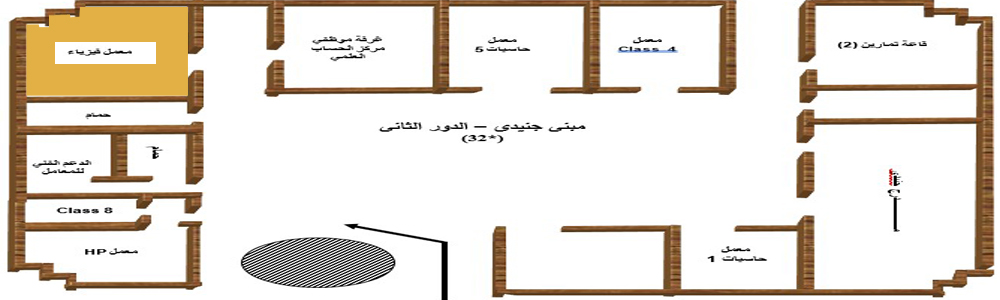 معمل فيزياء
غرفة موظفي
مركز الحساب
العلمي
معمل
حاسبات 5
معمل
Class 4
قاعة تمارين (2)
حمام
مبنى جنيدى – الدور الثانى
(32*)
الدعم الفني
للمعامل
Class 8
معمل HP
معمل
حاسبات 1